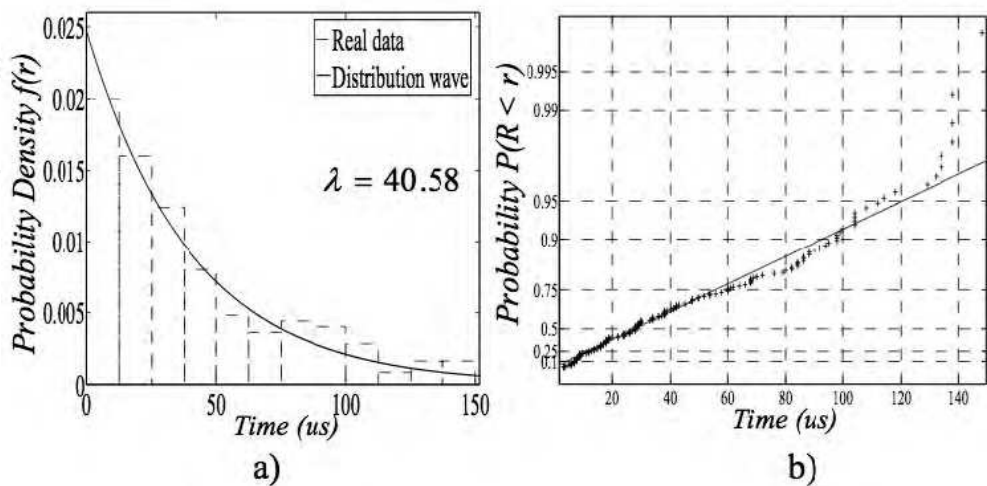 Probability Density f(r)
0.025
0.02
0.015
0.01
0.005
0
0 50 100 150
Time (us)
Real data
Distribution wave
λ = 40.58
a)
Probability P(R < r)
0.995
0.99
0.95
0.9
0.75
0.5
0.25
0.1
20 40 60 80 100 120 140
Time (us)
b)